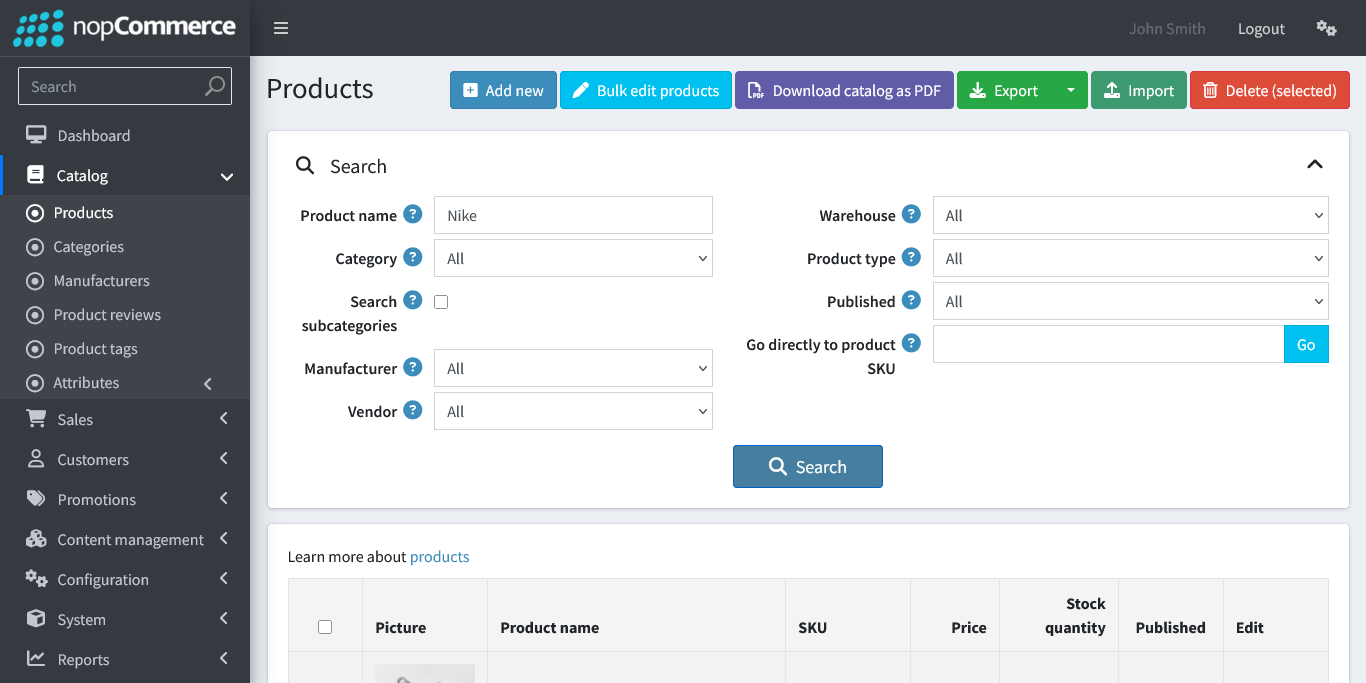 nopCommerce
John Smith
Logout
Search
Dashboard
Catalog
Products
Categories
Manufacturers
Product reviews
Product tags
Attributes
Sales
Customers
Promotions
Content management
Configuration
System
Reports
Products
Add new
Bulk edit products
PDF
Download catalog as PDF
Export
Import
Delete (selected)
Search
Product name ?
Nike
Category ?
All
Search ?
subcategories
Manufacturer ?
All
Vendor ?
All
Warehouse ?
All
Product type ?
All
Published ?
All
Go directly to product ?
SKU
Go
Search
Learn more about products
Picture
Product name
SKU
Price
Stock
quantity
Published
Edit